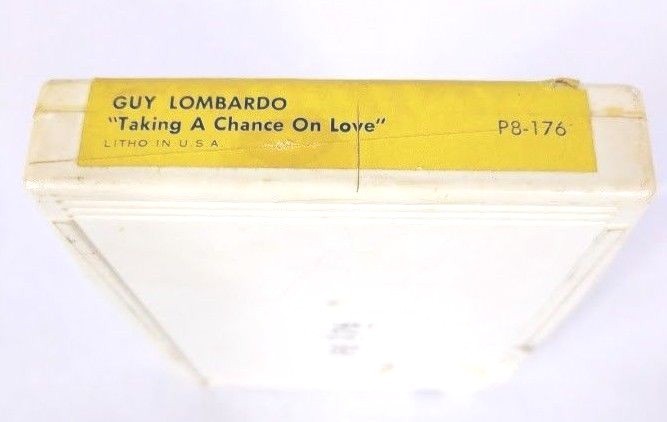 GUY LOMBARDO
"Taking A Chance On Love"
P8-176
LITHO IN U S A